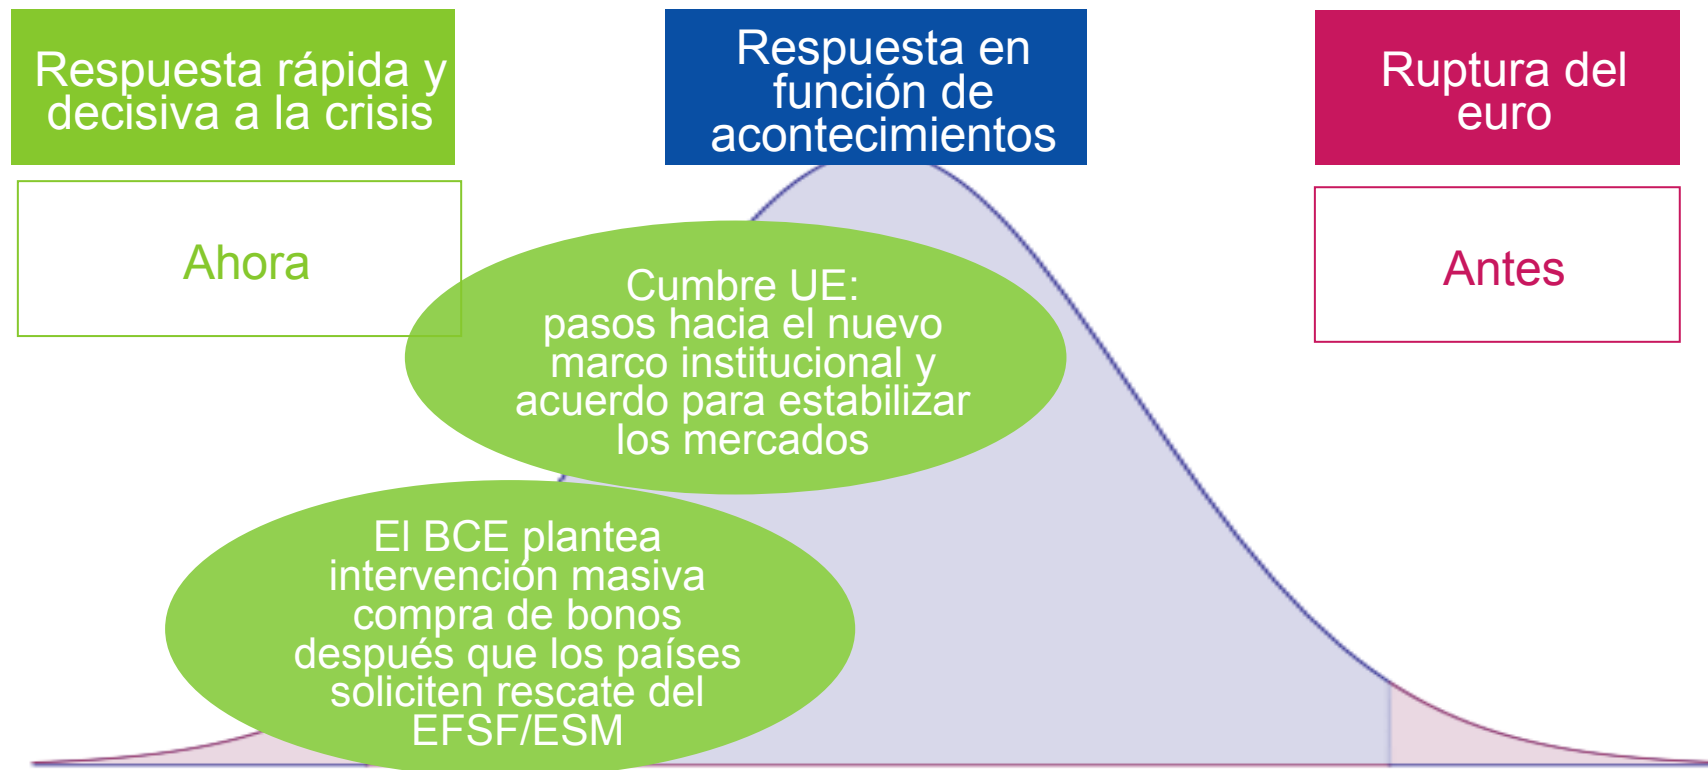 Respuesta rápida y
decisiva a la crisis
Respuesta en
función de
acontecimientos
Ruptura del
euro
Ahora
Antes
Cumbre UE:
pasos hacia el nuevo
marco institucional y
acuerdo para estabilizar
los mercados
El BCE plantea
intervención masiva
compra de bonos
después que los países
soliciten rescate del
EFSF/ESM